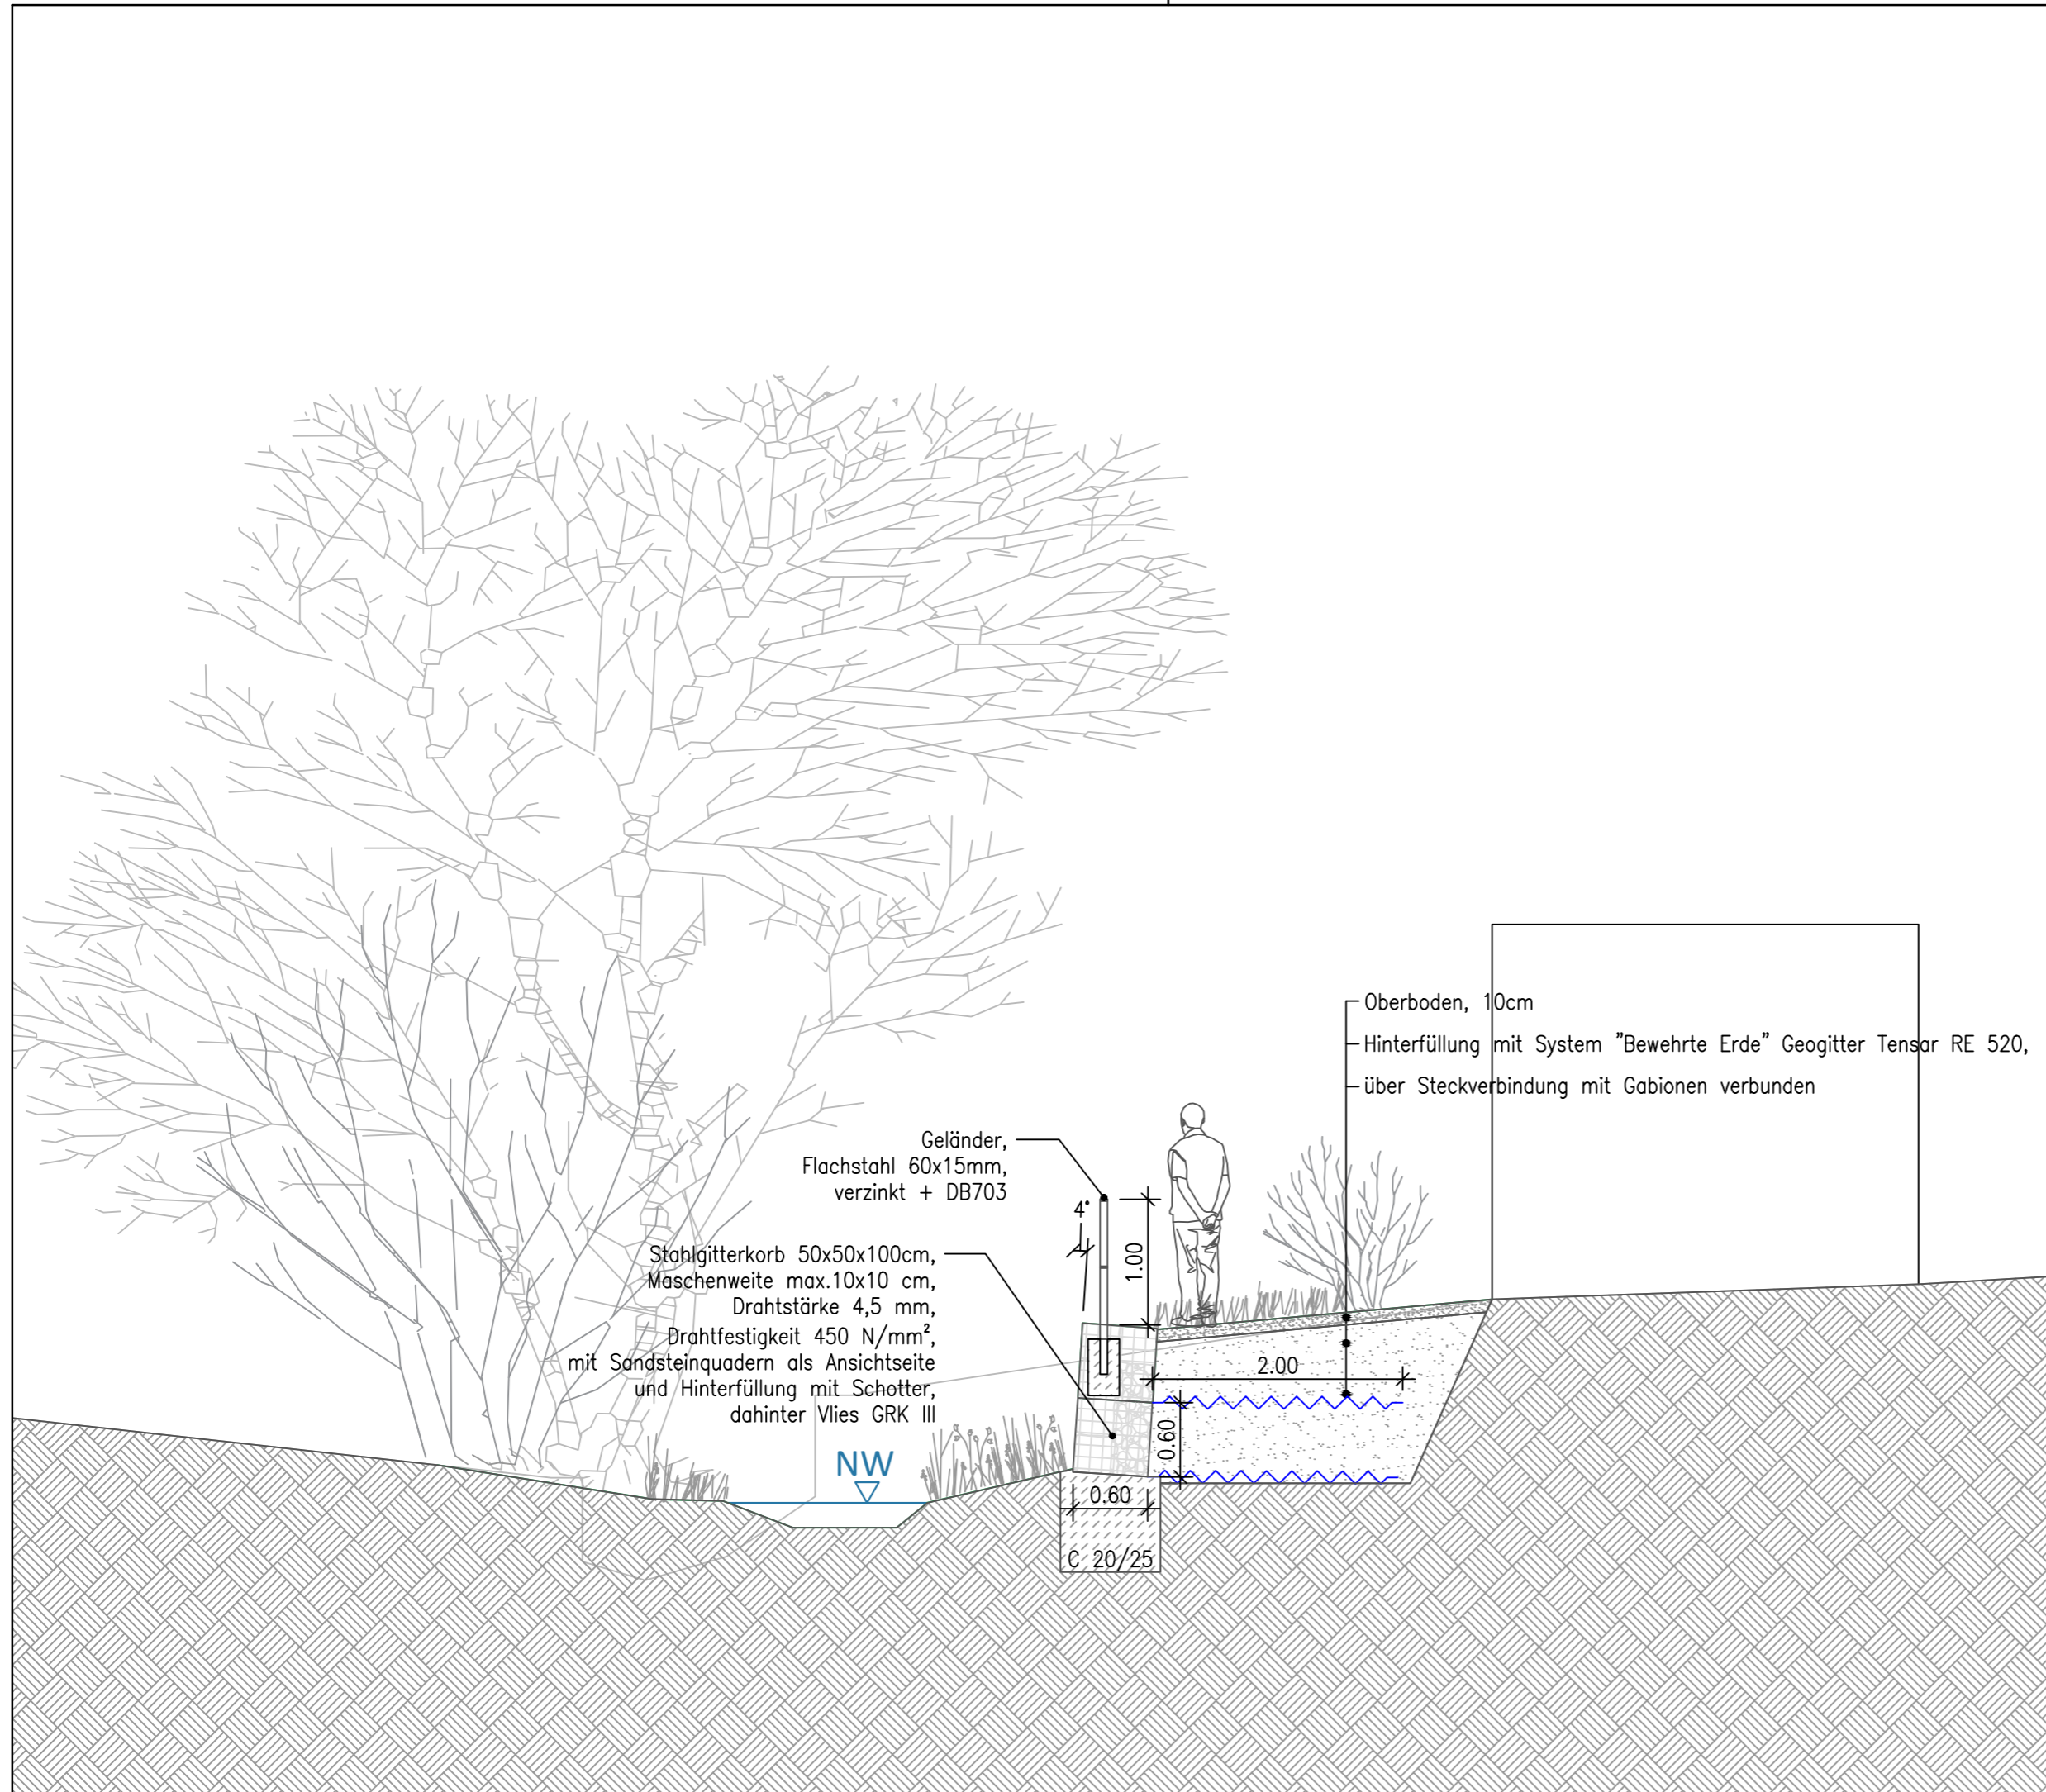 Oberboden, 10cm
Hinterfüllung mit System "Bewehrte Erde" Geogitter Tensar RE 520,
über Steckverbindung mit Gabionen verbunden
Geländer,
Flachstahl 60x15mm,
verzinkt + DB703
4°
1.00
Stahlgitterkorb 50x50x100cm,
Maschenweite max.10x10 cm,
Drahtstärke 4,5 mm,
Drahtfestigkeit 450 N/mm²,
mit Sandsteinquadern als Ansichtseite
und Hinterfüllung mit Schotter,
dahinter Vlies GRK III
2.00
0.60
NW
0.60
C 20/25